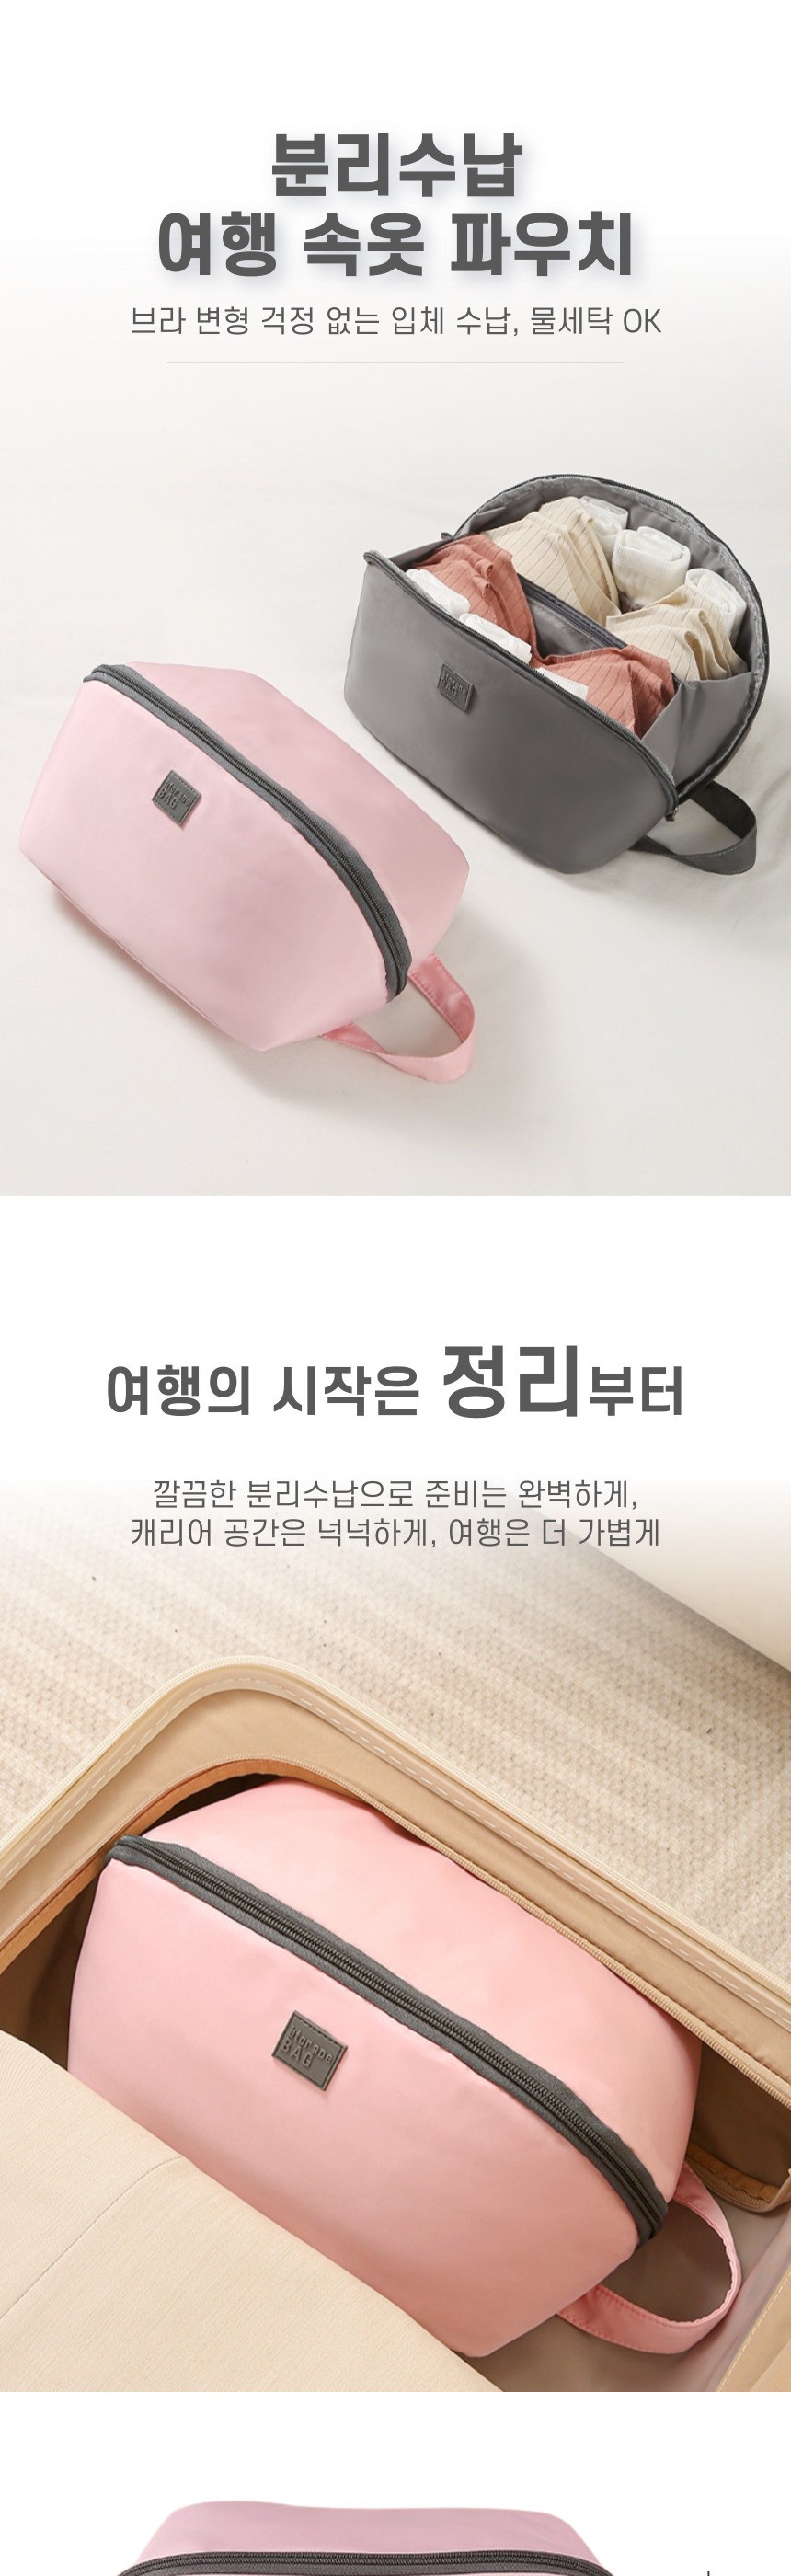 분리수납
여행 속옷 파우치
브라 변형 걱정 없는 입체 수납, 물세탁 OK
여행의 시작은 정리부터
깔끔한 분리수납으로 준비는 완벽하게,
캐리어 공간은 넉넉하게, 여행은 더 가볍게
storage
BAG